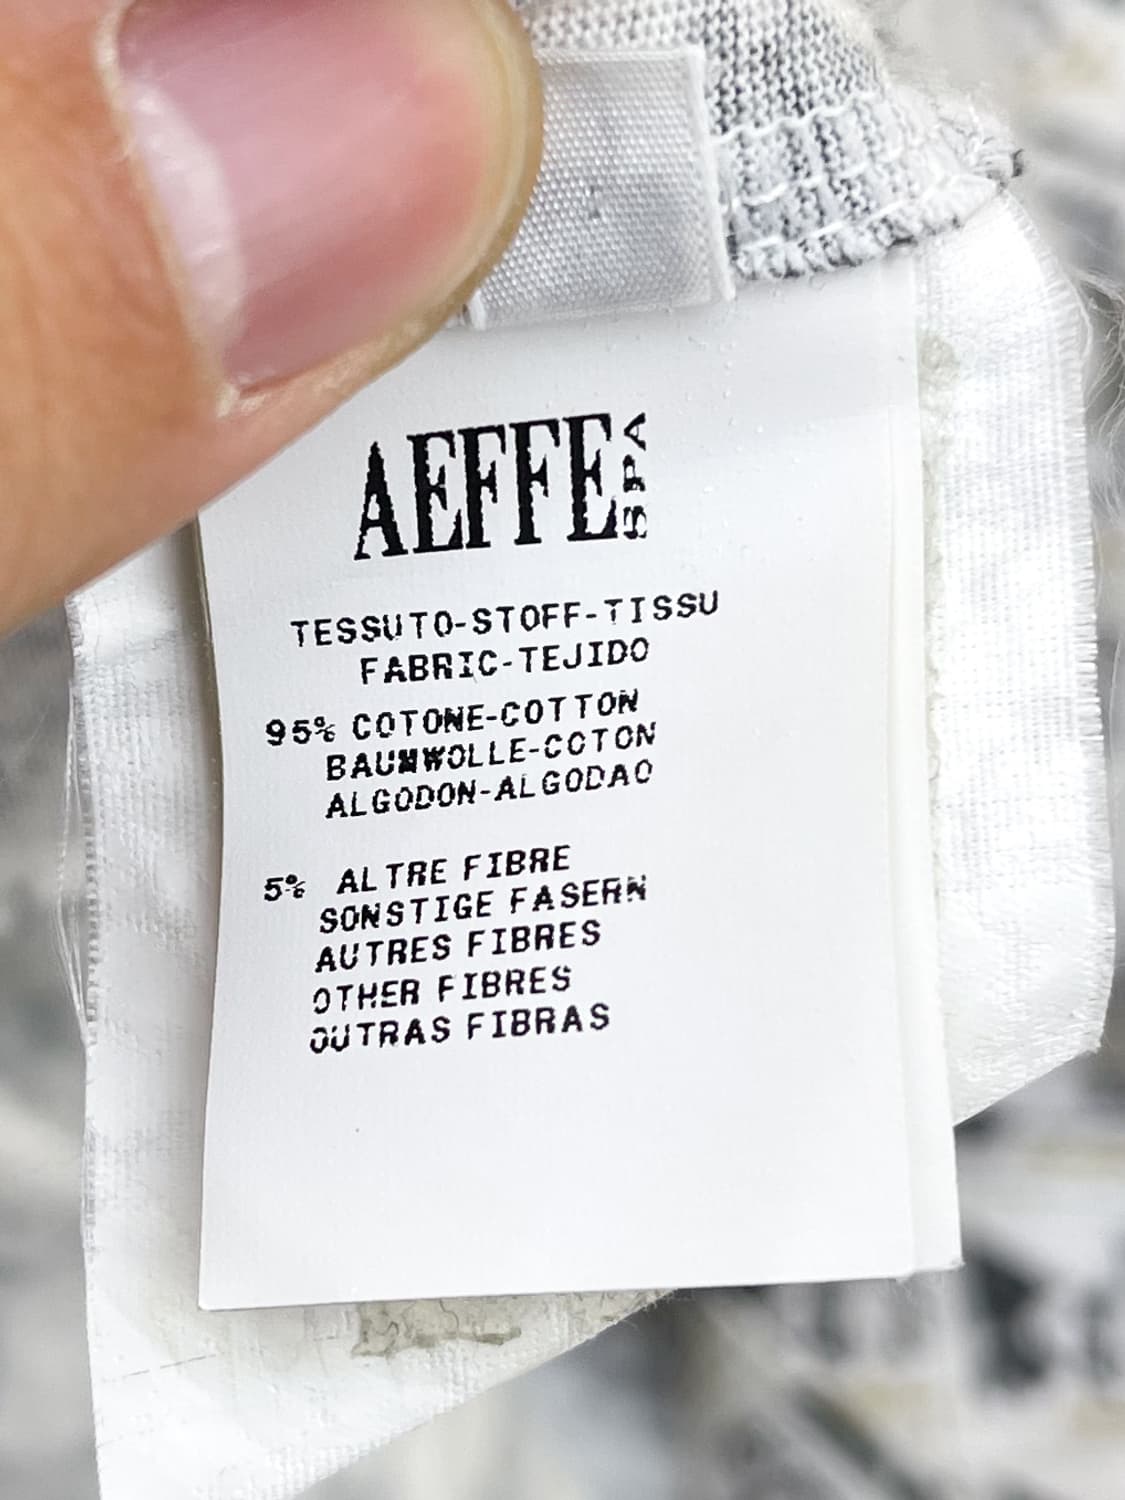 AEFFE SPA
TESSUTO-STOFF-TISSU
FABRIC-TEJIDO
95% COTONE-COTTON
BAUMWOLLE-COTON
ALGODON-ALGODAO
5% ALTRE FIBRE
SONSTIGE FASERN
AUTRES FIBRES
OTHER FIBRES
OUTRAS FIBRAS